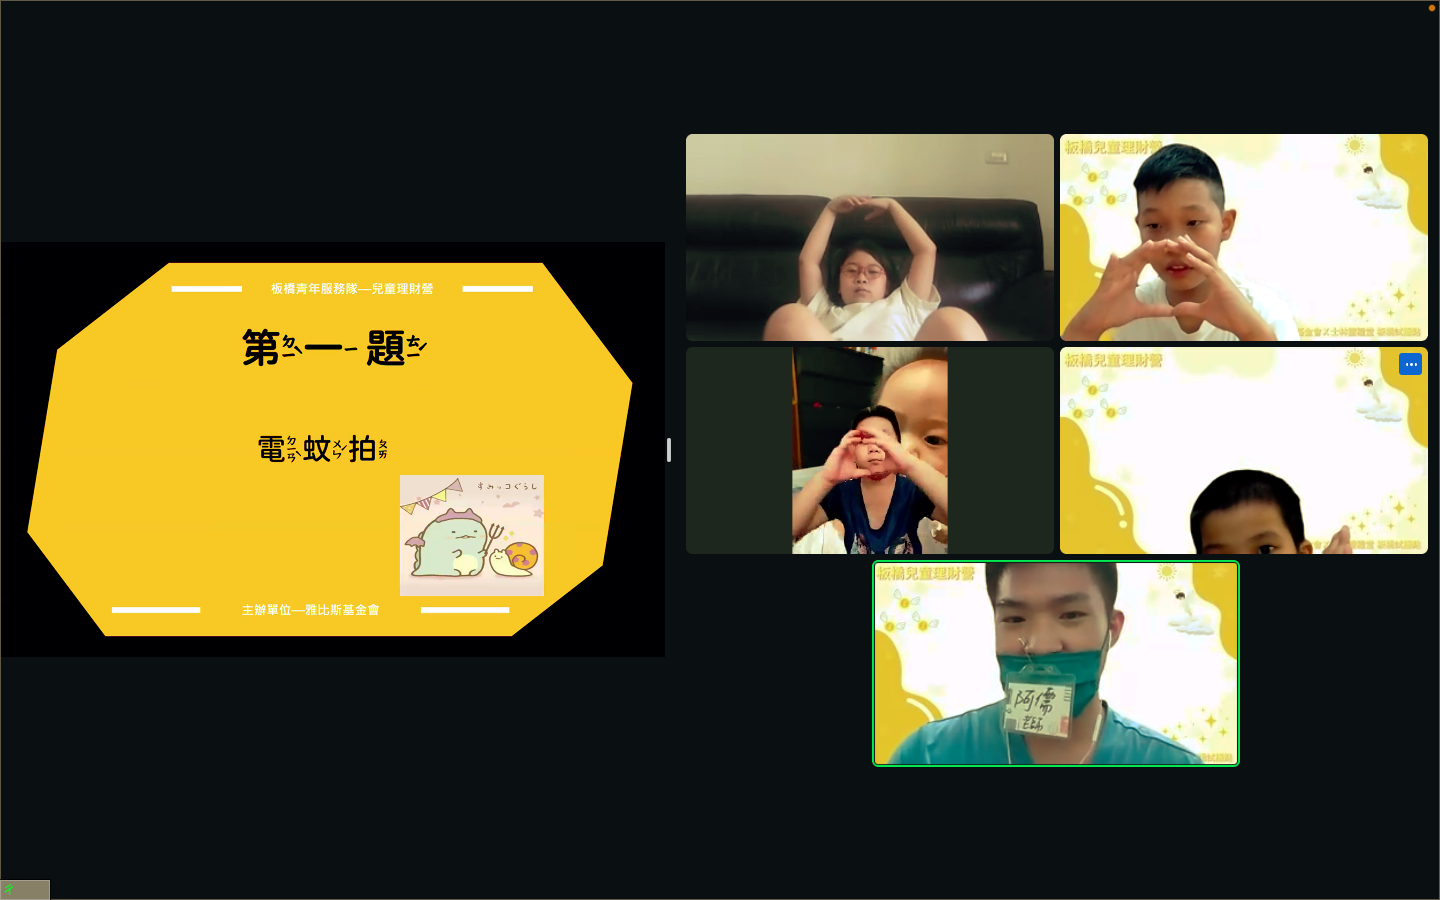 板橋青年服務隊—兒童理財營
第ㄉㄧˋ一ㄧ題ㄊㄧˊ
電ㄉㄧㄢˋ蚊ㄨㄣˊ拍ㄆㄞ
すみっコぐらし
主辦單位—雅比斯基金會
板橋兒童理財營
板橋兒童理財營
板橋兒童理財營
阿儒
老師